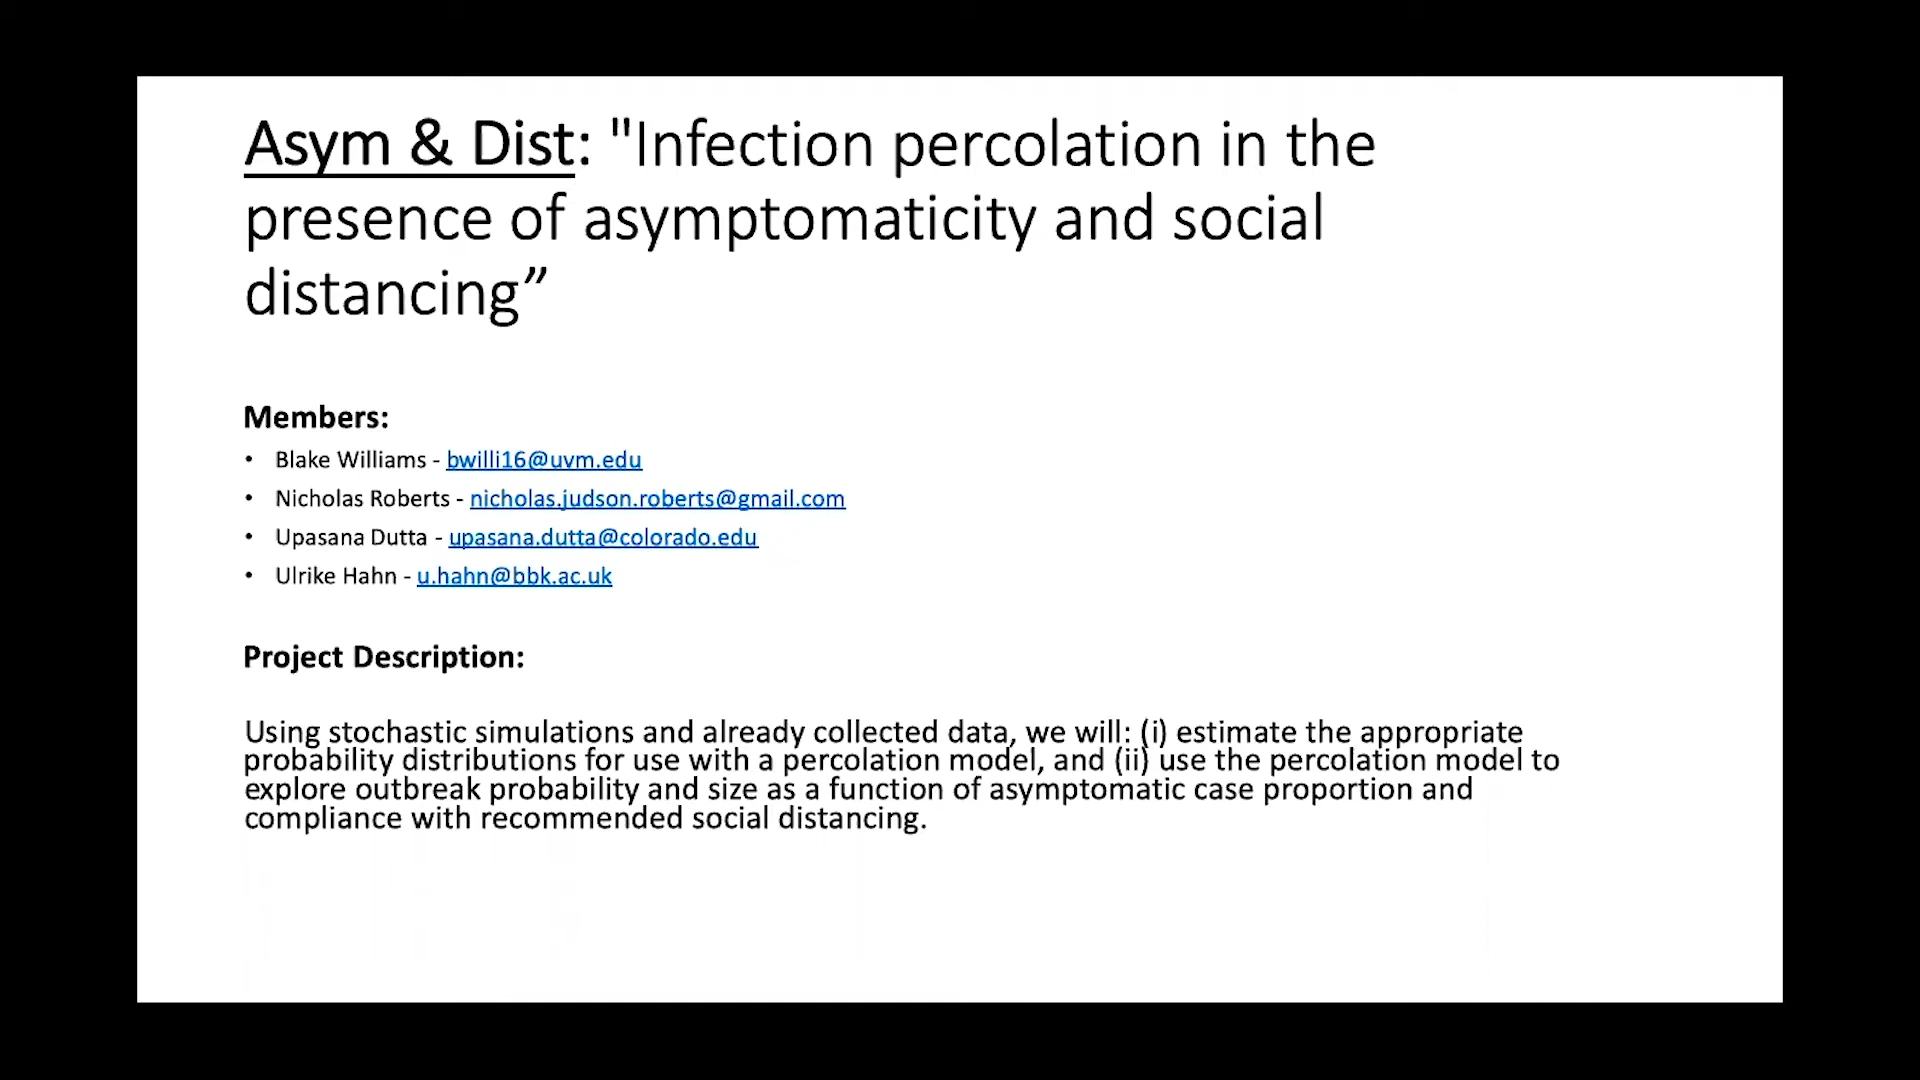 Asym & Dist: "Infection percolation in the
presence of asymptomaticity and social
distancing”
Members:
• Blake Williams - bwilli16@uvm.edu
• Nicholas Roberts - nicholas.judson.roberts@gmail.com
• Upasana Dutta - upasana.dutta@colorado.edu
• Ulrike Hahn - u.hahn@bbk.ac.uk
Project Description:
Using stochastic simulations and already collected data, we will: (i) estimate the appropriate
probability distributions for use with a percolation model, and (ii) use the percolation model to
explore outbreak probability and size as a function of asymptomatic case proportion and
compliance with recommended social distancing.